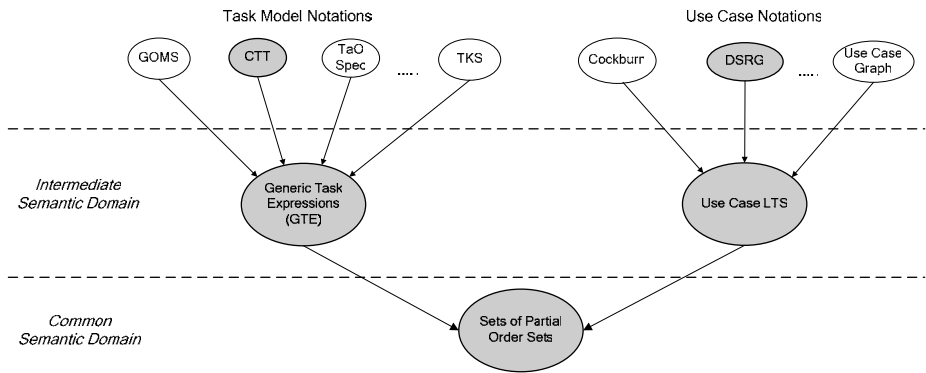 Task Model Notations
Use Case Notations
GOMS
CTT
TaO
Spec
.....
TKS
Cockburn
DSRG
.....
Use Case
Graph
Intermediate
Semantic Domain
Generic Task
Expressions
(GTE)
Use Case LTS
Common
Semantic Domain
Sets of Partial
Order Sets